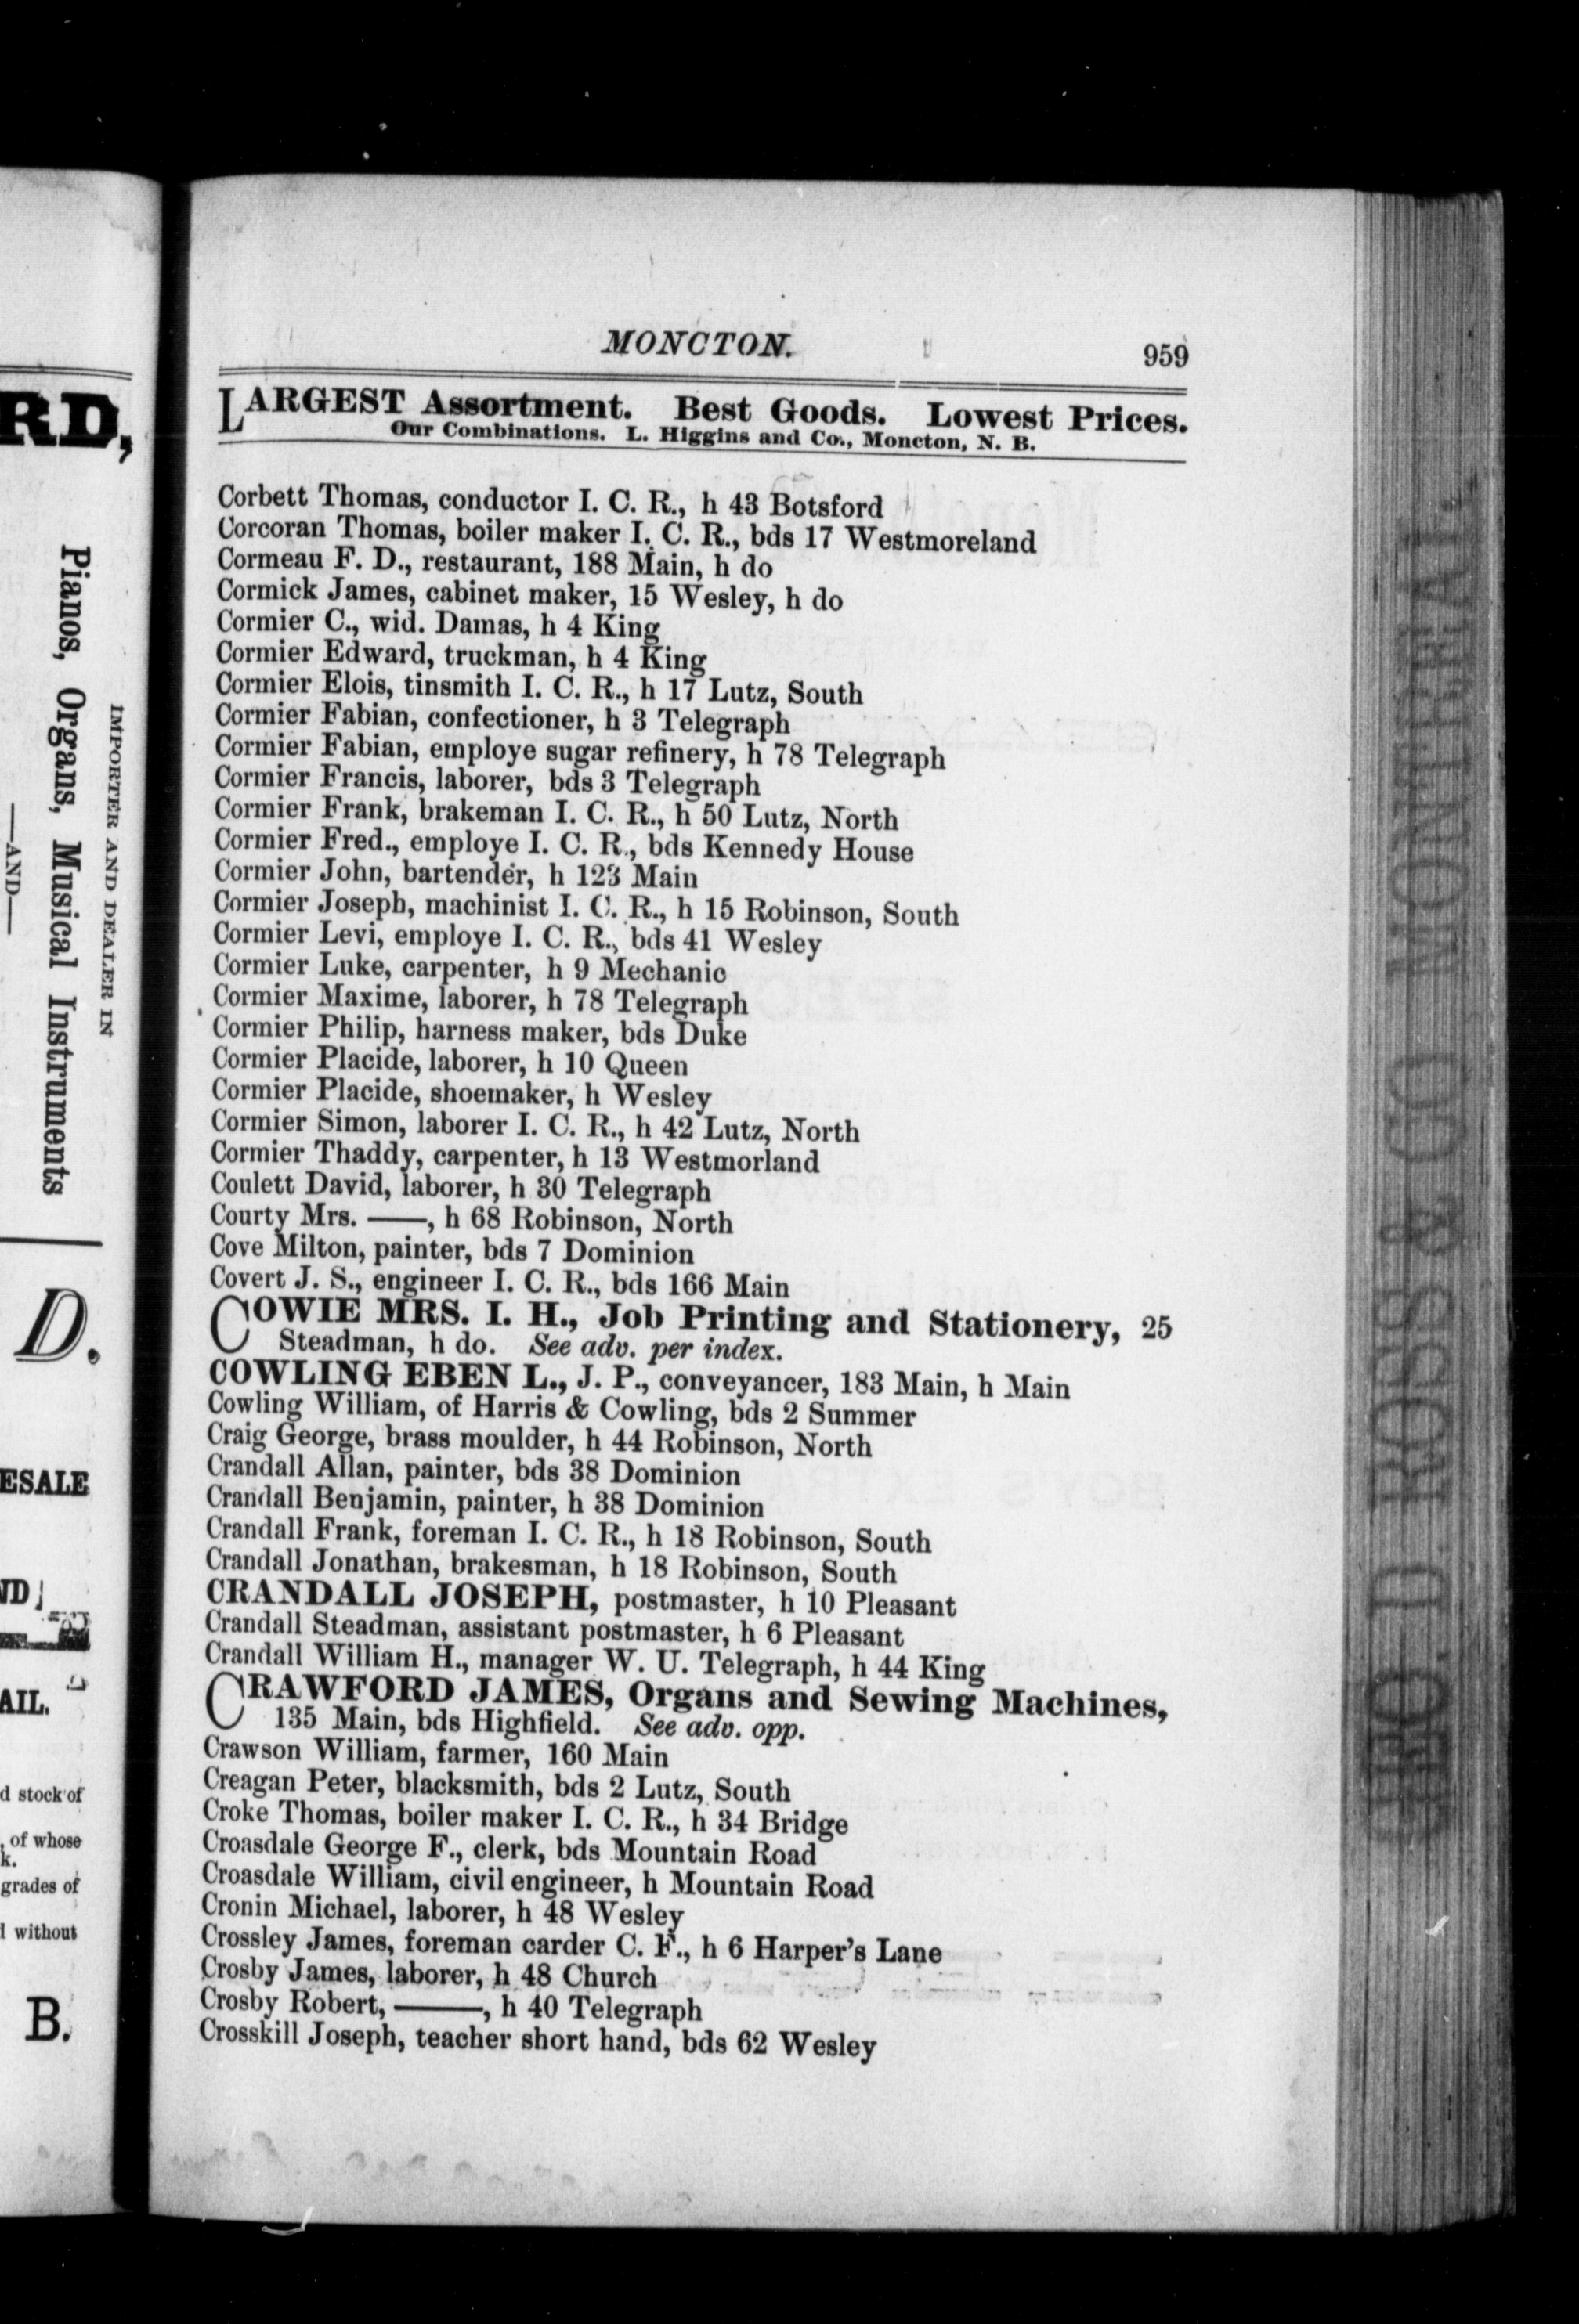 MONCTON.
959
LARGEST Assortment. Best Goods. Lowest Prices.
Our Combinations. L. Higgins and Co., Moncton, N. B.
Corbett Thomas, conductor I. C. R., h 43 Botsford
Corcoran Thomas, boiler maker I. C. R., bds 17 Westmoreland
Cormeau F. D., restaurant, 188 Main, h do
Cormick James, cabinet maker, 15 Wesley, h do
Cormier C., wid. Damas, h 4 King
Cormier Edward, truckman, h 4 King
Cormier Elois, tinsmith I. C. R., h 17 Lutz, South
Cormier Fabian, confectioner, h 3 Telegraph
Cormier Fabian, employe sugar refinery, h 78 Telegraph
Cormier Francis, laborer, bds 3 Telegraph
Cormier Frank, brakeman I. C. R., h 50 Lutz, North
Cormier Fred., employe I. C. R., bds Kennedy House
Cormier John, bartender, h 123 Main
Cormier Joseph, machinist I. C. R., h 15 Robinson, South
Cormier Levi, employe I. C. R., bds 41 Wesley
Cormier Luke, carpenter, h 9 Mechanic
Cormier Maxime, laborer, h 78 Telegraph
Cormier Philip, harness maker, bds Duke
Cormier Placide, laborer, h 10 Queen
Cormier Placide, shoemaker, h Wesley
Cormier Simon, laborer I. C. R., h 42 Lutz, North
Cormier Thaddy, carpenter, h 13 Westmorland
Coulett David, laborer, h 30 Telegraph
Courty Mrs. ——, h 68 Robinson, North
Cove Milton, painter, bds 7 Dominion
Covert J. S., engineer I. C. R., bds 166 Main
COWIE MRS. I. H., Job Printing and Stationery, 25
Steadman, h do. See adv. per index.
COWLING EBEN L., J. P., conveyancer, 183 Main, h Main
Cowling William, of Harris & Cowling, bds 2 Summer
Craig George, brass moulder, h 44 Robinson, North
Crandall Allan, painter, bds 38 Dominion
Crandall Benjamin, painter, h 38 Dominion
Crandall Frank, foreman I. C. R., h 18 Robinson, South
Crandall Jonathan, brakesman, h 18 Robinson, South
CRANDALL JOSEPH, postmaster, h 10 Pleasant
Crandall Steadman, assistant postmaster, h 6 Pleasant
Crandall William H., manager W. U. Telegraph, h 44 King
CRAWFORD JAMES, Organs and Sewing Machines,
135 Main, bds Highfield. See adv. opp.
Crawson William, farmer, 160 Main
Creagan Peter, blacksmith, bds 2 Lutz, South
Croke Thomas, boiler maker I. C. R., h 34 Bridge
Croasdale George F., clerk, bds Mountain Road
Croasdale William, civil engineer, h Mountain Road
Cronin Michael, laborer, h 48 Wesley
Crossley James, foreman carder C. F., h 6 Harper's Lane
Crosby James, laborer, h 48 Church
Crosby Robert, ———, h 40 Telegraph
Crosskill Joseph, teacher short hand, bds 62 Wesley
RD,
IMPORTER AND DEALER IN
Pianos, Organs, Musical Instruments
—AND—
D.
ESALE
ND
AIL.
d stock of
, of whose
k.
grades of
d without
B.
ROSS & CO MONTREAL